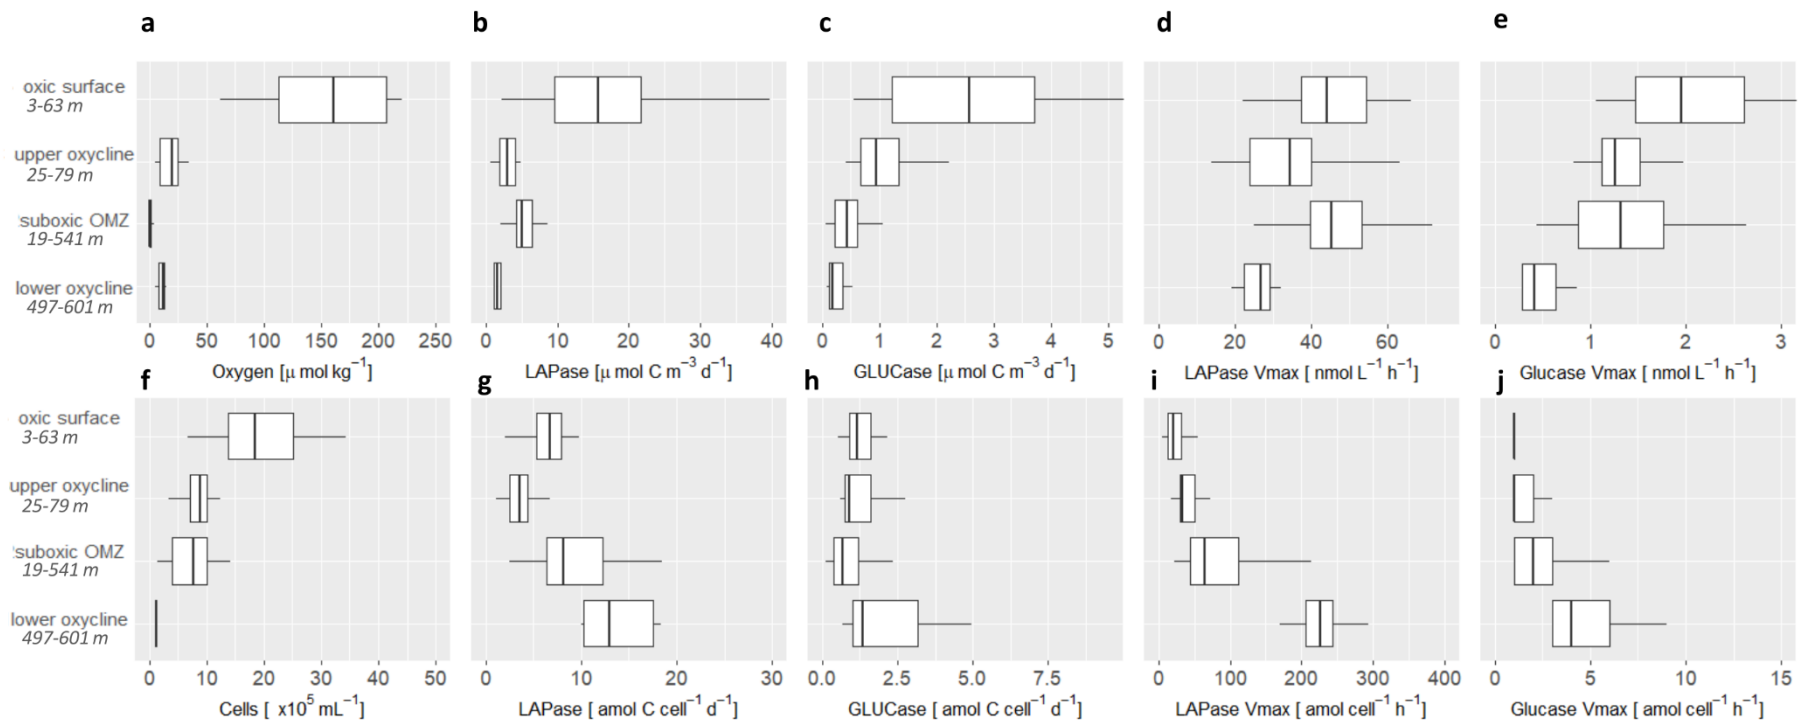 a b c d e
oxic surface
3-63 m
upper oxycline
25-79 m
suboxic OMZ
19-541 m
lower oxycline
497-601 m
0 50 100 150 200 250 0 10 20 30 40 0 1 2 3 4 5 0 20 40 60 0 1 2 3
Oxygen [μ mol kg⁻¹] LAPase [μ mol C m⁻³ d⁻¹] GLUCase [μ mol C m⁻³ d⁻¹] LAPase Vmax [ nmol L⁻¹ h⁻¹] Glucase Vmax [ nmol L⁻¹ h⁻¹]
f g h i j
oxic surface
3-63 m
upper oxycline
25-79 m
suboxic OMZ
19-541 m
lower oxycline
497-601 m
0 10 20 30 40 50 0 10 20 30 0.0 2.5 5.0 7.5 0 100 200 300 400 0 5 10 15
Cells [ x10⁵ mL⁻¹] LAPase [ amol C cell⁻¹ d⁻¹] GLUCase [ amol C cell⁻¹ d⁻¹] LAPase Vmax [ amol cell⁻¹ h⁻¹] Glucase Vmax [ amol cell⁻¹ h⁻¹]